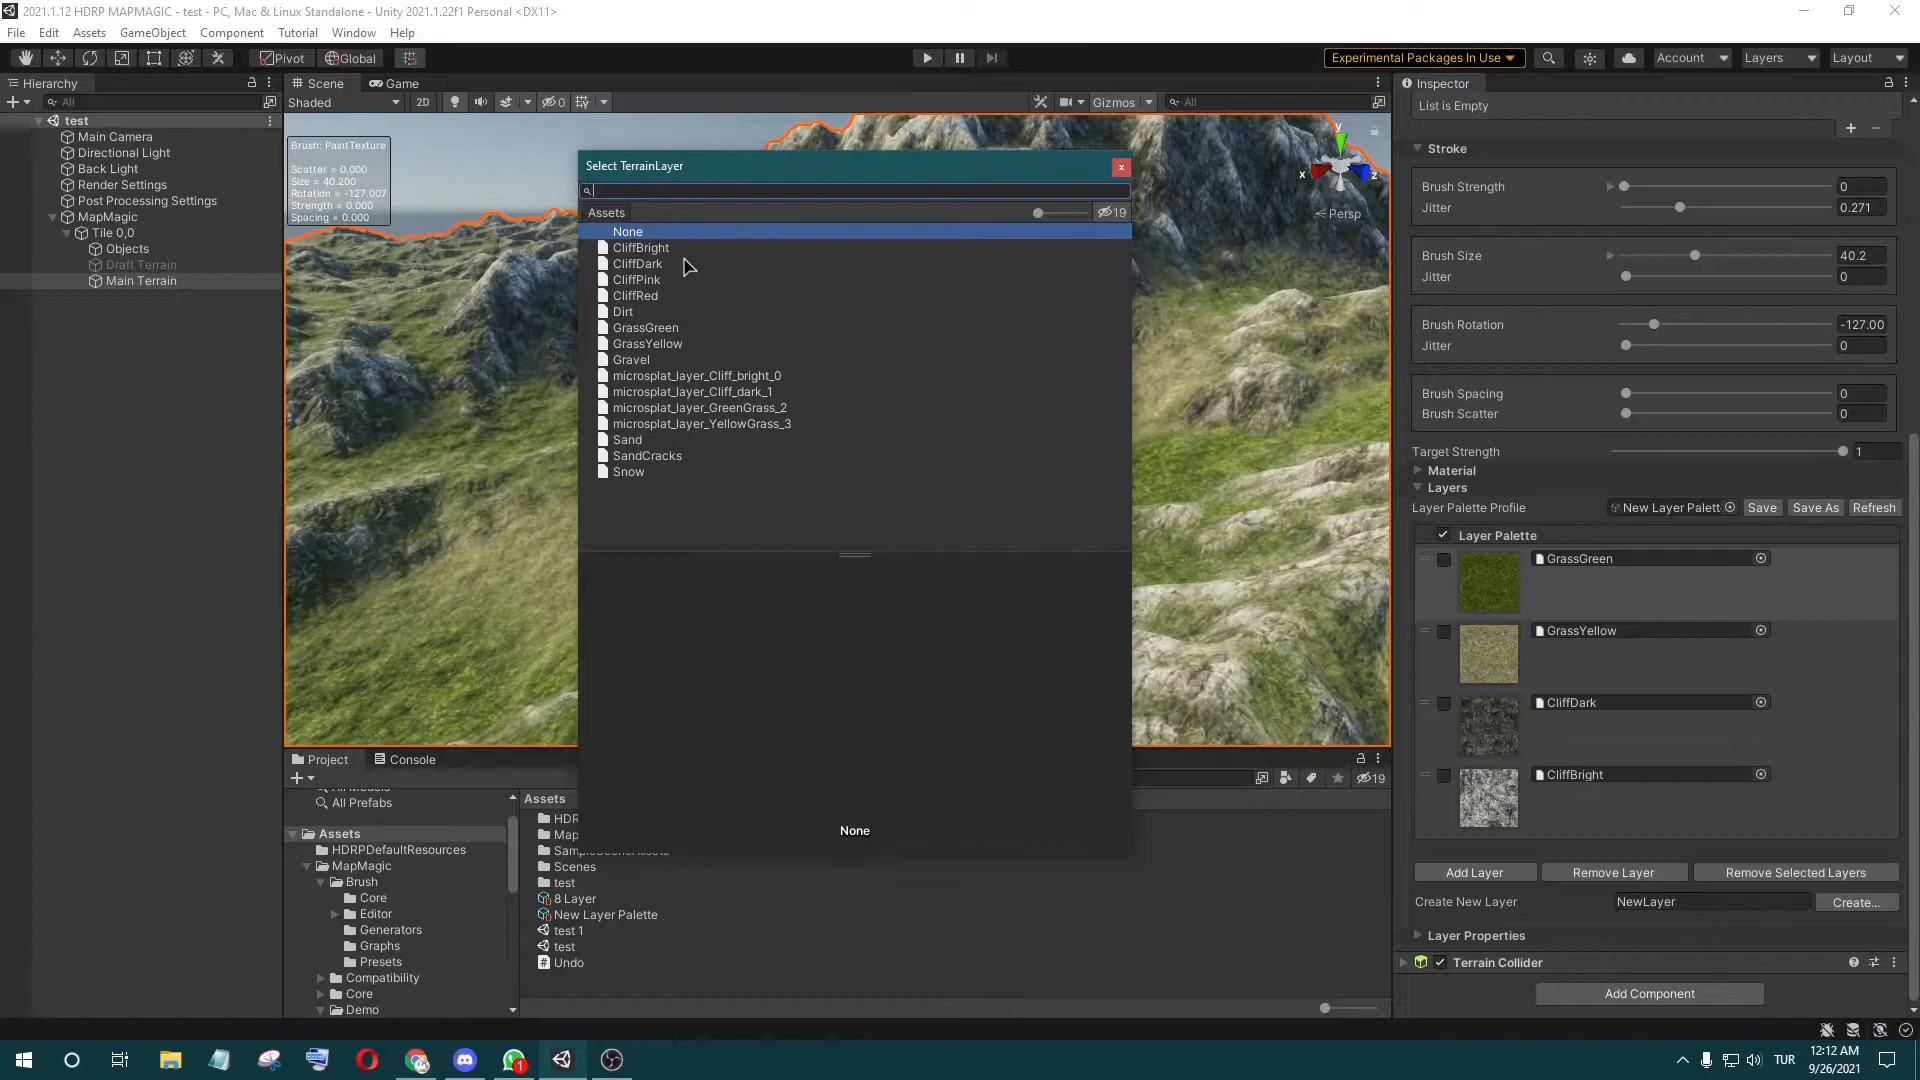 2021.1.12 HDRP MAPMAGIC - test - PC, Mac & Linux Standalone - Unity 2021.1.22f1 Personal <DX11>
File Edit Assets GameObject Component Tutorial Window Help
Pivot Global Experimental Packages In Use Account Layers Layout
Hierarchy
All
test
Main Camera
Directional Light
Back Light
Render Settings
Post Processing Settings
MapMagic
Tile 0,0
Objects
Draft Terrain
Main Terrain
Scene Game
Shaded 2D 0 Gizmos All
Brush: PaintTexture
Scatter = 0.000
Size = 40.200
Rotation = -127.007
Strength = 0.000
Spacing = 0.000
y
x z
Persp
Select TerrainLayer
x
Assets 19
None
CliffBright
CliffDark
CliffPink
CliffRed
Dirt
GrassGreen
GrassYellow
Gravel
microsplat_layer_Cliff_bright_0
microsplat_layer_Cliff_dark_1
microsplat_layer_GreenGrass_2
microsplat_layer_YellowGrass_3
Sand
SandCracks
Snow
None
Project Console
19
All Prefabs
Assets
HDRPDefaultResources
MapMagic
Brush
Core
Editor
Generators
Graphs
Presets
Compatibility
Core
Demo
Assets
HDR
Map
SampleSceneAssets
Scenes
test
8 Layer
New Layer Palette
test 1
test
Undo
Inspector
List is Empty
Stroke
Brush Strength 0
Jitter 0.271
Brush Size 40.2
Jitter 0
Brush Rotation -127.00
Jitter 0
Brush Spacing 0
Brush Scatter 0
Target Strength 1
Material
Layers
Layer Palette Profile New Layer Palett Save Save As Refresh
Layer Palette
GrassGreen
GrassYellow
CliffDark
CliffBright
Add Layer Remove Layer Remove Selected Layers
Create New Layer NewLayer Create...
Layer Properties
Terrain Collider
Add Component
1
TUR
12:12 AM
9/26/2021